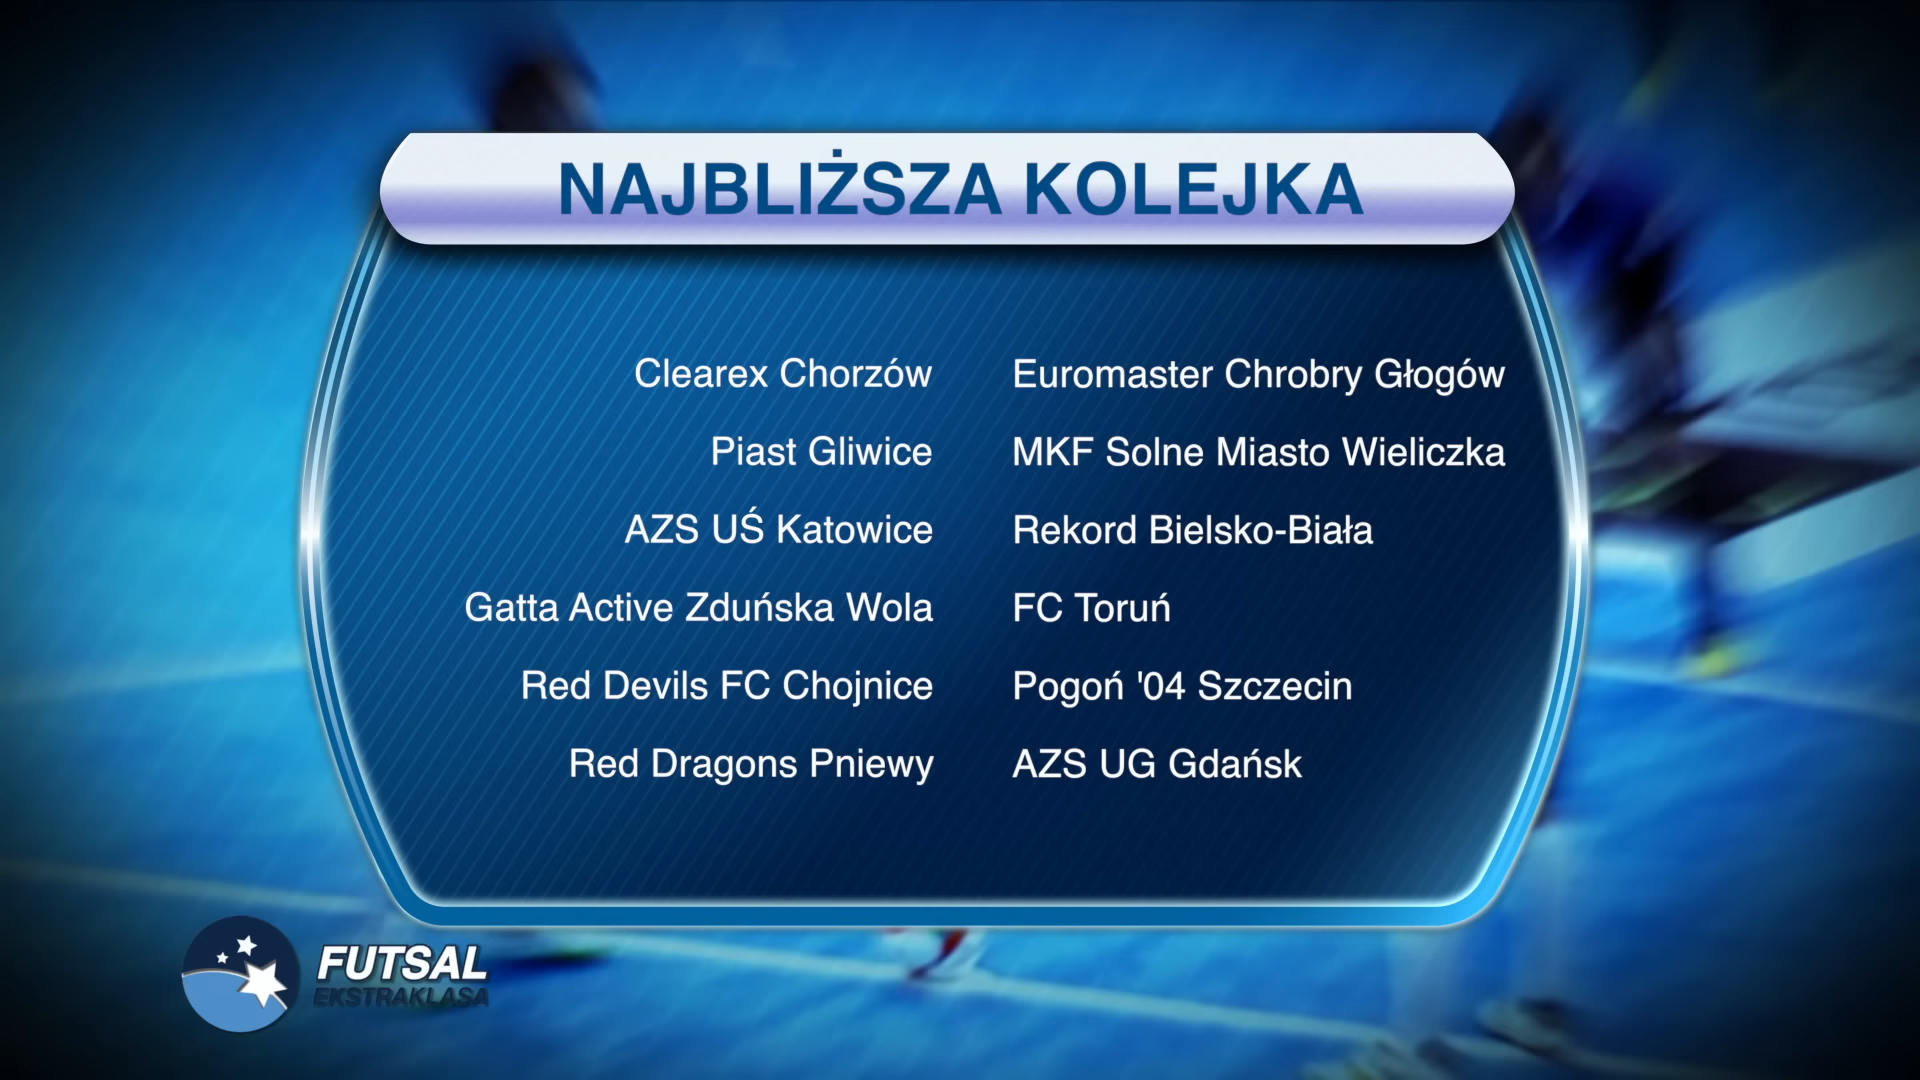 NAJBLIŻSZA KOLEJKA
Clearex Chorzów Euromaster Chrobry Głogów
Piast Gliwice MKF Solne Miasto Wieliczka
AZS UŚ Katowice Rekord Bielsko-Biała
Gatta Active Zduńska Wola FC Toruń
Red Devils FC Chojnice Pogoń '04 Szczecin
Red Dragons Pniewy AZS UG Gdańsk
FUTSAL
EKSTRAKLASA